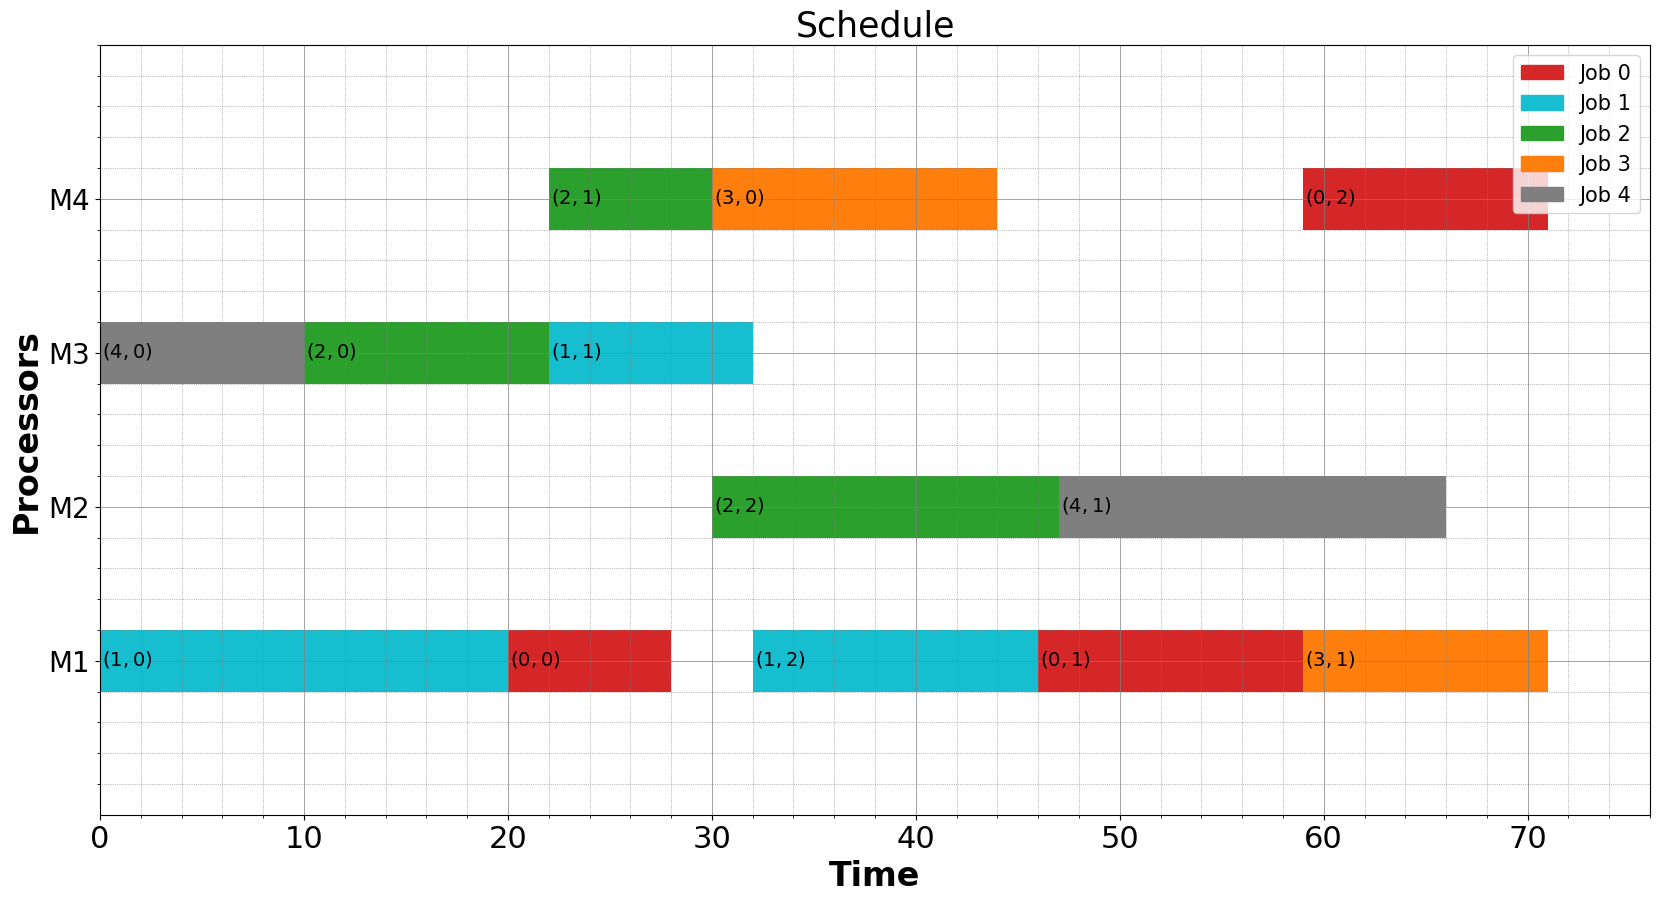 Schedule
Job 0
Job 1
Job 2
Job 3
Job 4
M4
(2, 1)
(3, 0)
(0, 2)
M3
(4, 0)
(2, 0)
(1, 1)
Processors
M2
(2, 2)
(4, 1)
M1
(1, 0)
(0, 0)
(1, 2)
(0, 1)
(3, 1)
0 10 20 30 40 50 60 70
Time